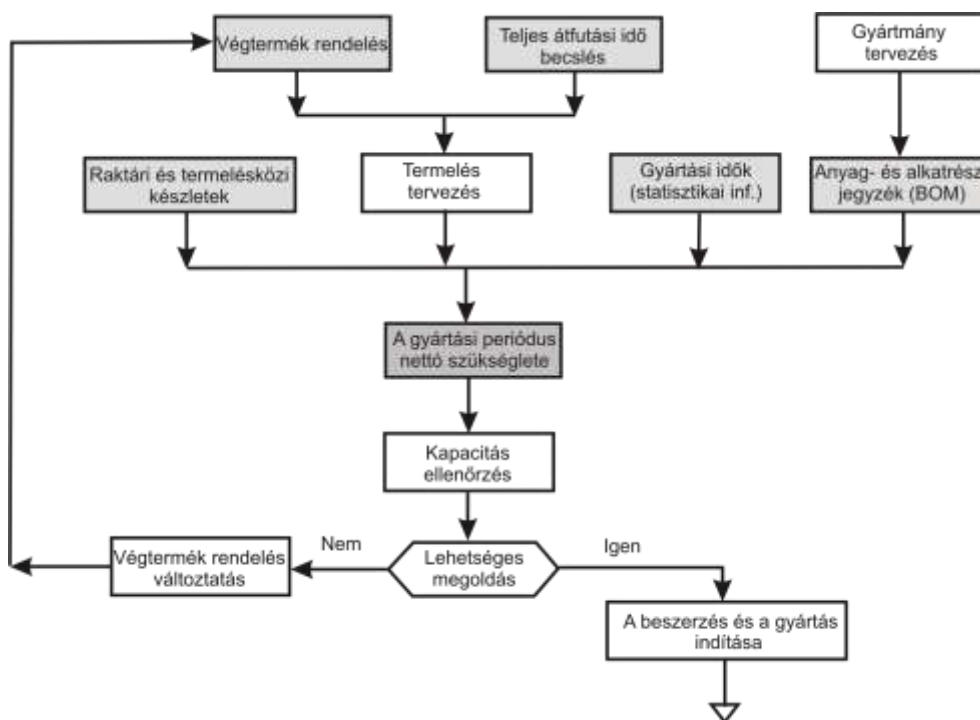 Végtermék rendelés
Teljes átfutási idő
becslés
Gyártmány
tervezés
Raktári és termelésközi
készletek
Termelés
tervezés
Gyártási idők
(statisztikai inf.)
Anyag- és alkatrész
jegyzék (BOM)
A gyártási periódus
nettó szükséglete
Kapacitás
ellenőrzés
Végtermék rendelés
változtatás
Nem
Lehetséges
megoldás
Igen
A beszerzés és a gyártás
indítása